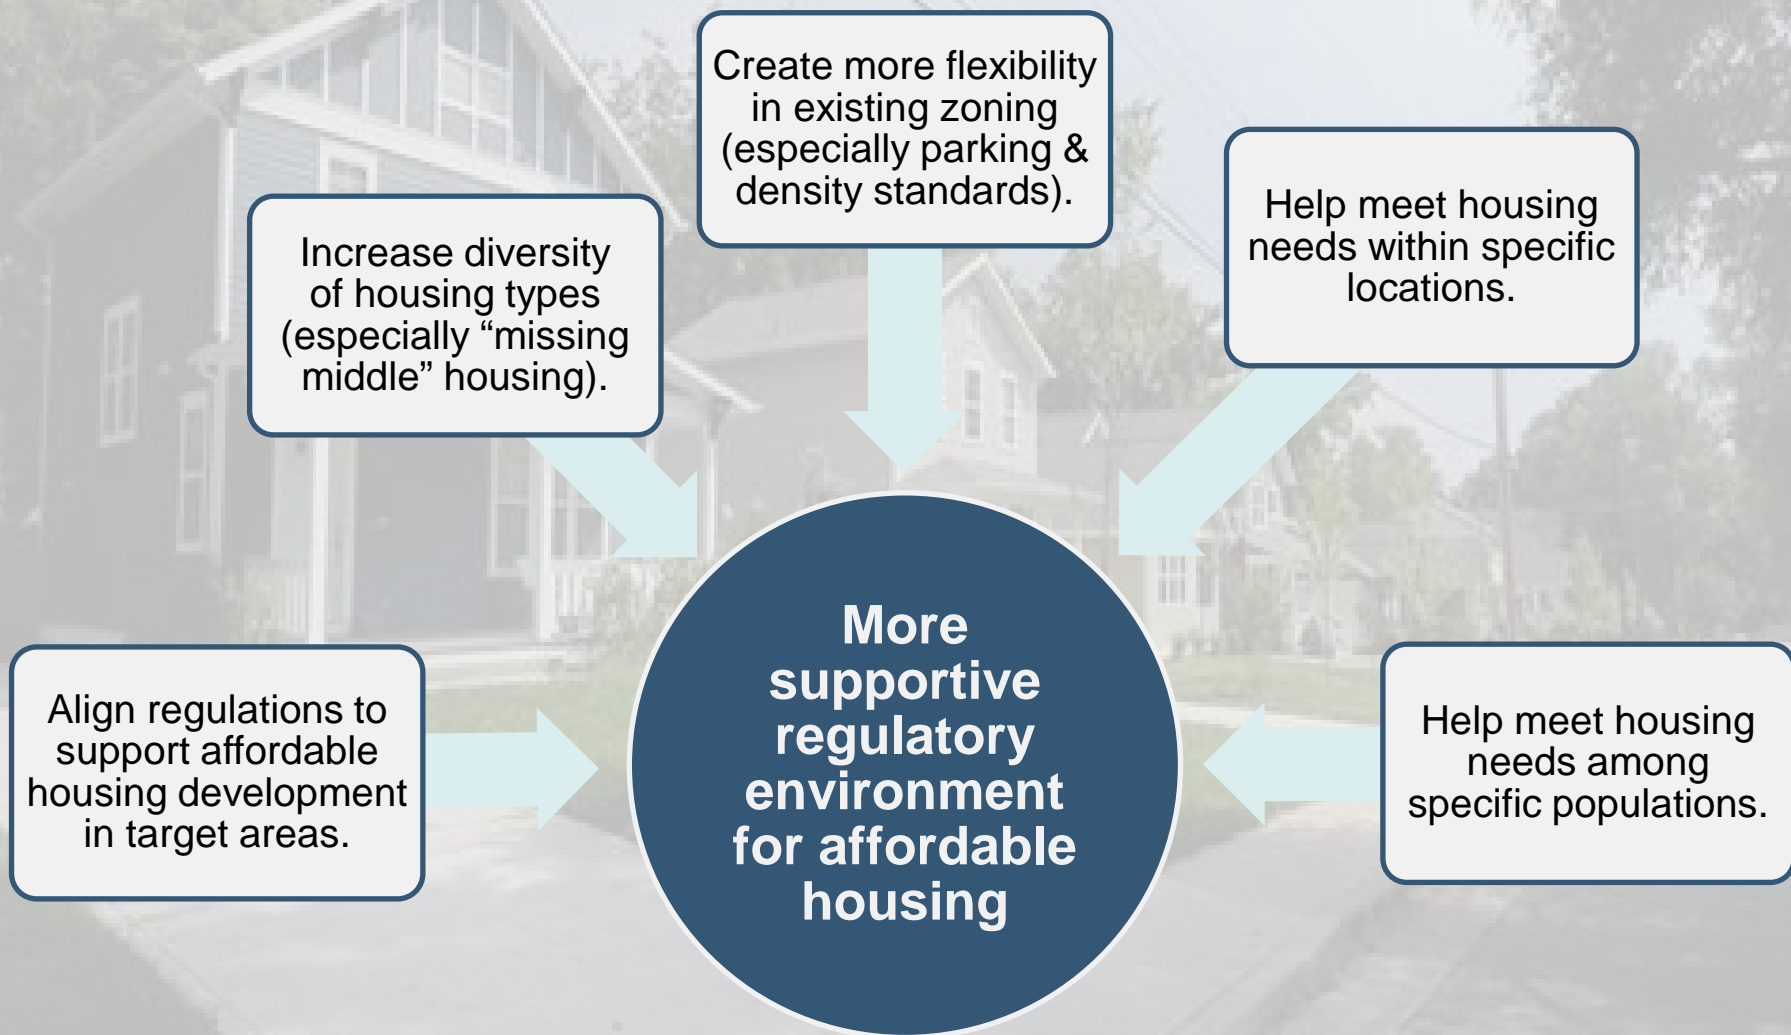 Create more flexibility
in existing zoning
(especially parking &
density standards).
Increase diversity
of housing types
(especially “missing
middle” housing).
Help meet housing
needs within specific
locations.
Align regulations to
support affordable
housing development
in target areas.
More
supportive
regulatory
environment
for affordable
housing
Help meet housing
needs among
specific populations.